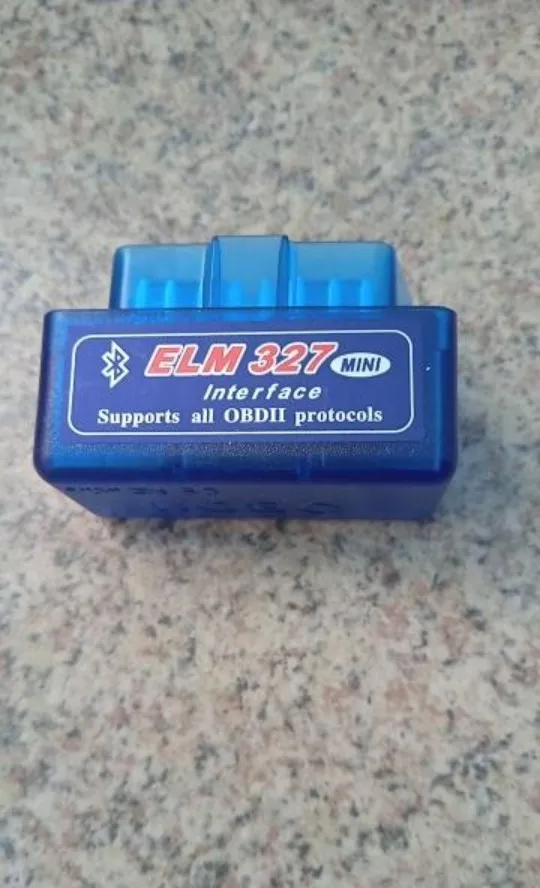 ELM 327 MINI
Interface
Supports all OBDII protocols